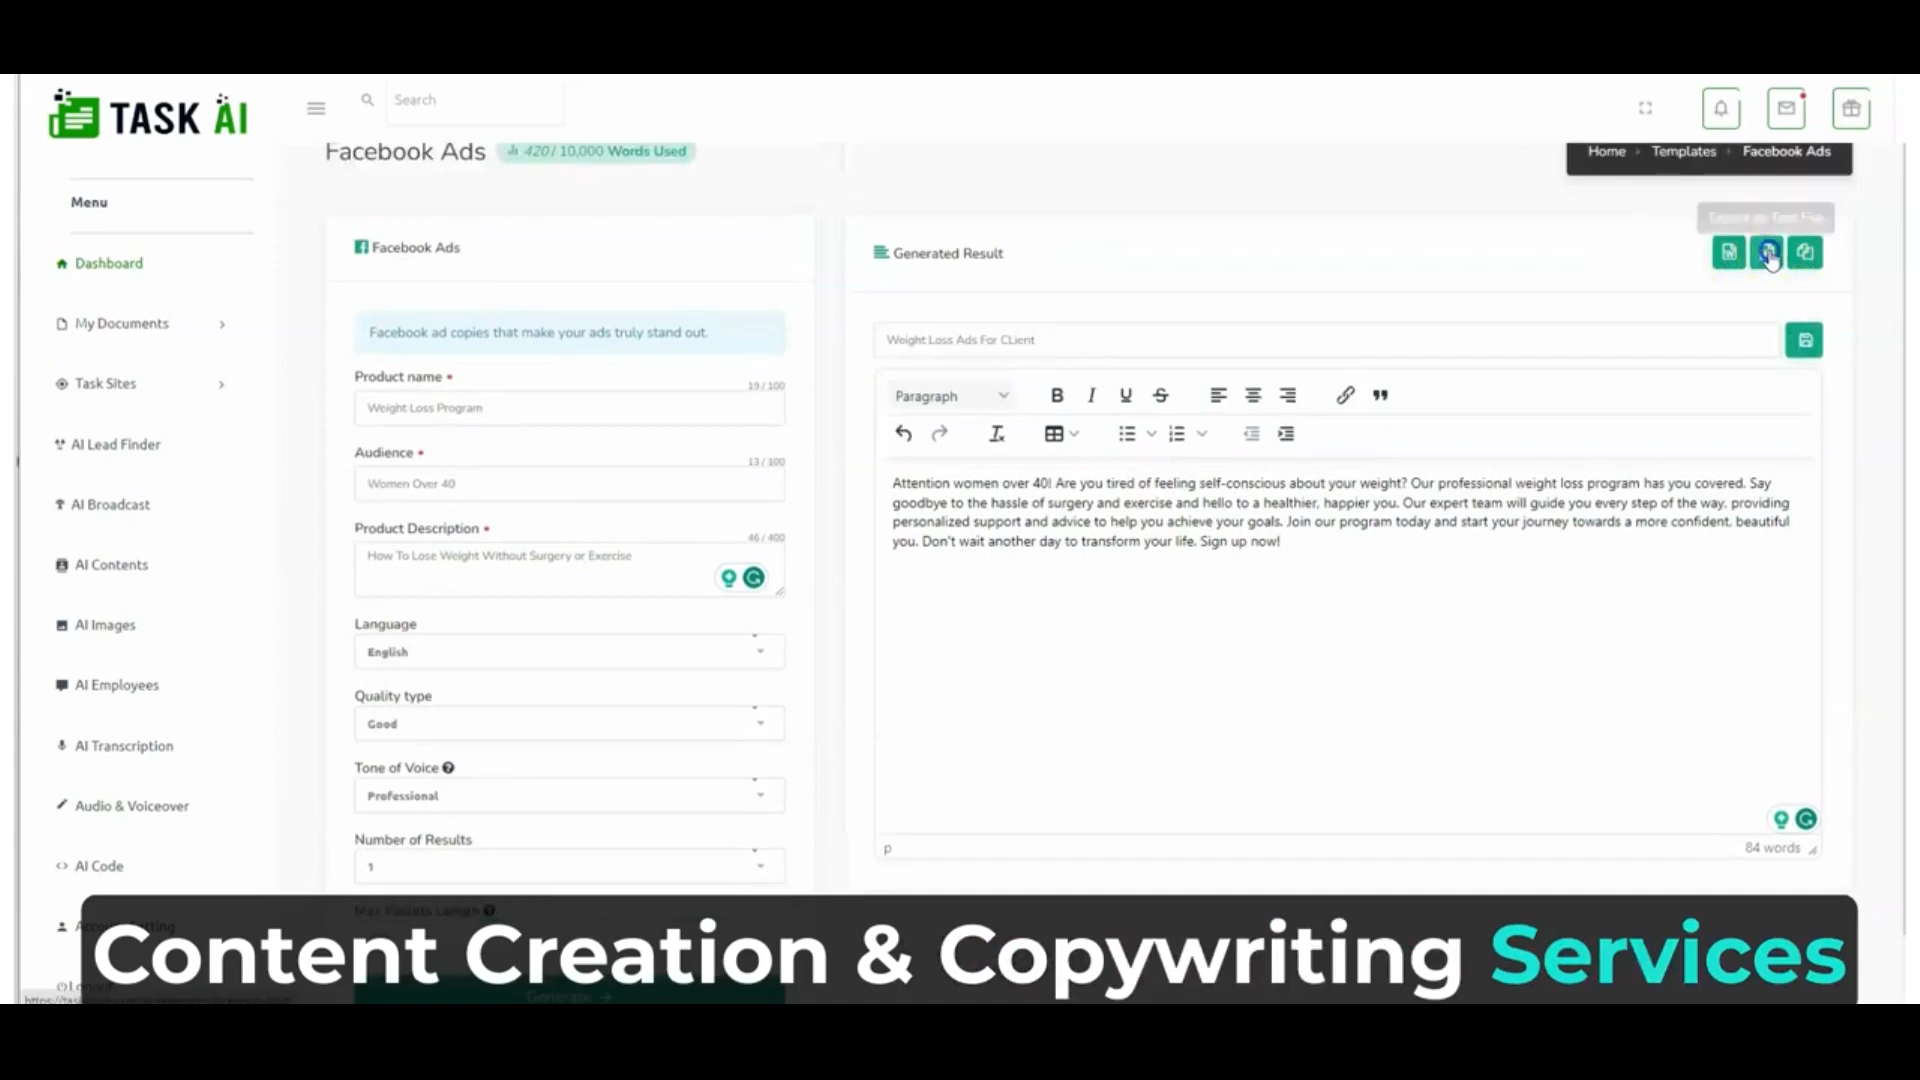 TASK AI
Search
Facebook Ads
420 / 10,000 Words Used
Home
Templates
Facebook Ads
Menu
Dashboard
My Documents
Task Sites
AI Lead Finder
AI Broadcast
AI Contents
AI Images
AI Employees
AI Transcription
Audio & Voiceover
AI Code
Facebook Ads
Facebook ad copies that make your ads truly stand out.
Product name *
19 / 100
Weight Loss Program
Audience *
13 / 100
Women Over 40
Product Description *
46 / 400
How To Lose Weight Without Surgery or Exercise
Language
English
Quality type
Good
Tone of Voice
Professional
Number of Results
1
Max Results Length
Generate
Generated Result
Weight Loss Ads For CLient
Paragraph
Attention women over 40! Are you tired of feeling self-conscious about your weight? Our professional weight loss program has you covered. Say
goodbye to the hassle of surgery and exercise and hello to a healthier, happier you. Our expert team will guide you every step of the way, providing
personalized support and advice to help you achieve your goals. Join our program today and start your journey towards a more confident, beautiful
you. Don't wait another day to transform your life. Sign up now!
p
84 words
Content Creation & Copywriting Services